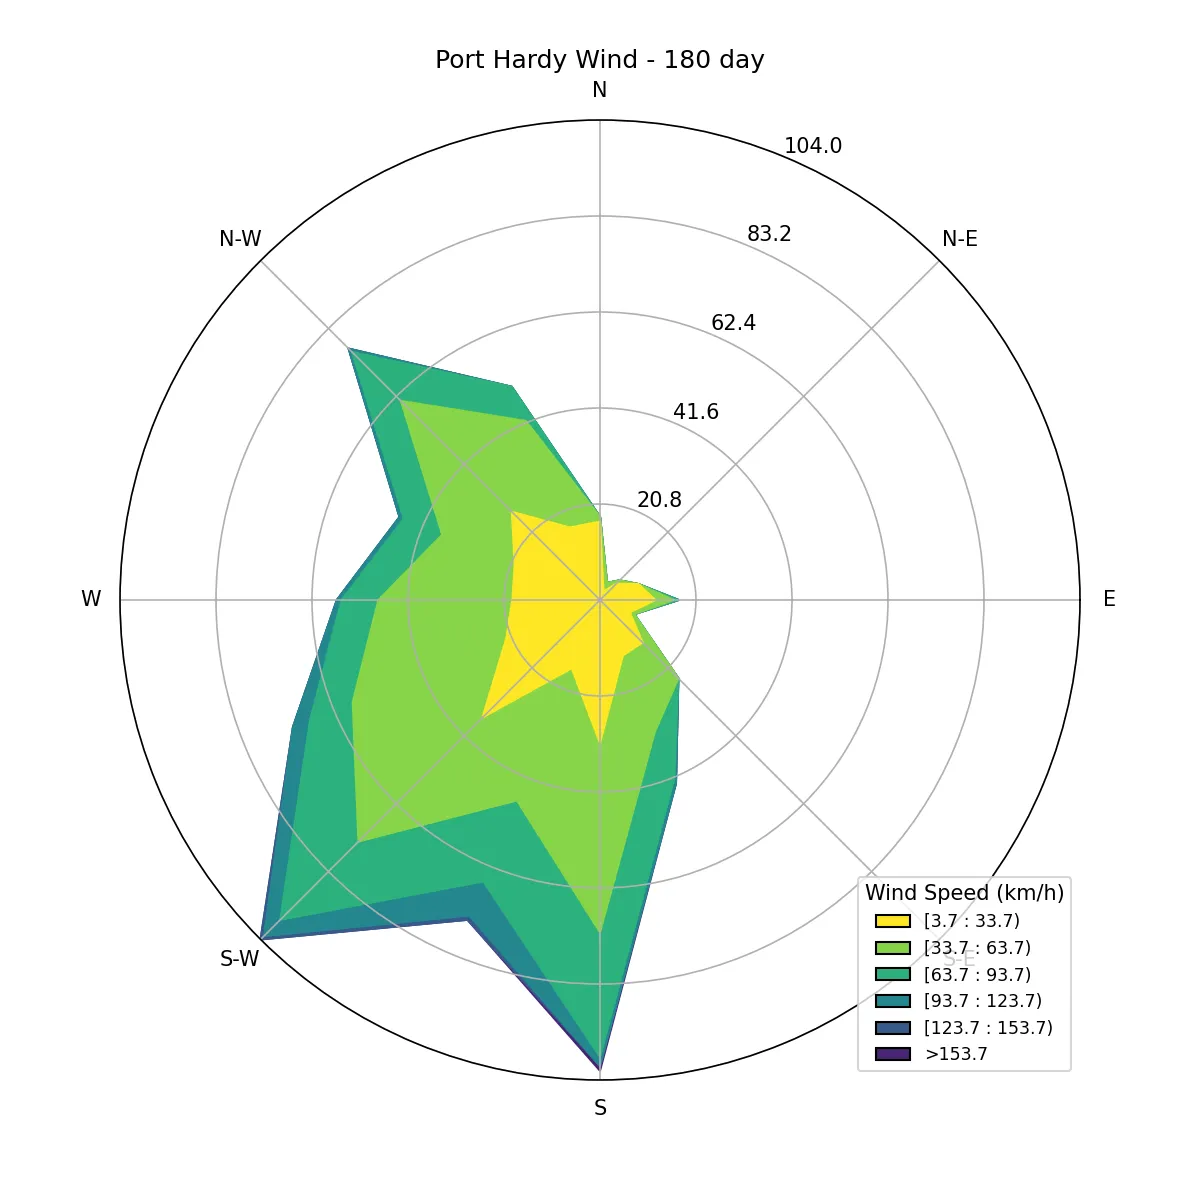 Port Hardy Wind - 180 day
N
104.0
N-W
83.2
N-E
62.4
41.6
20.8
W
E
Wind Speed (km/h)
[3.7 : 33.7)
[33.7 : 63.7)
S-W
S-E
[63.7 : 93.7)
[93.7 : 123.7)
[123.7 : 153.7)
>153.7
S